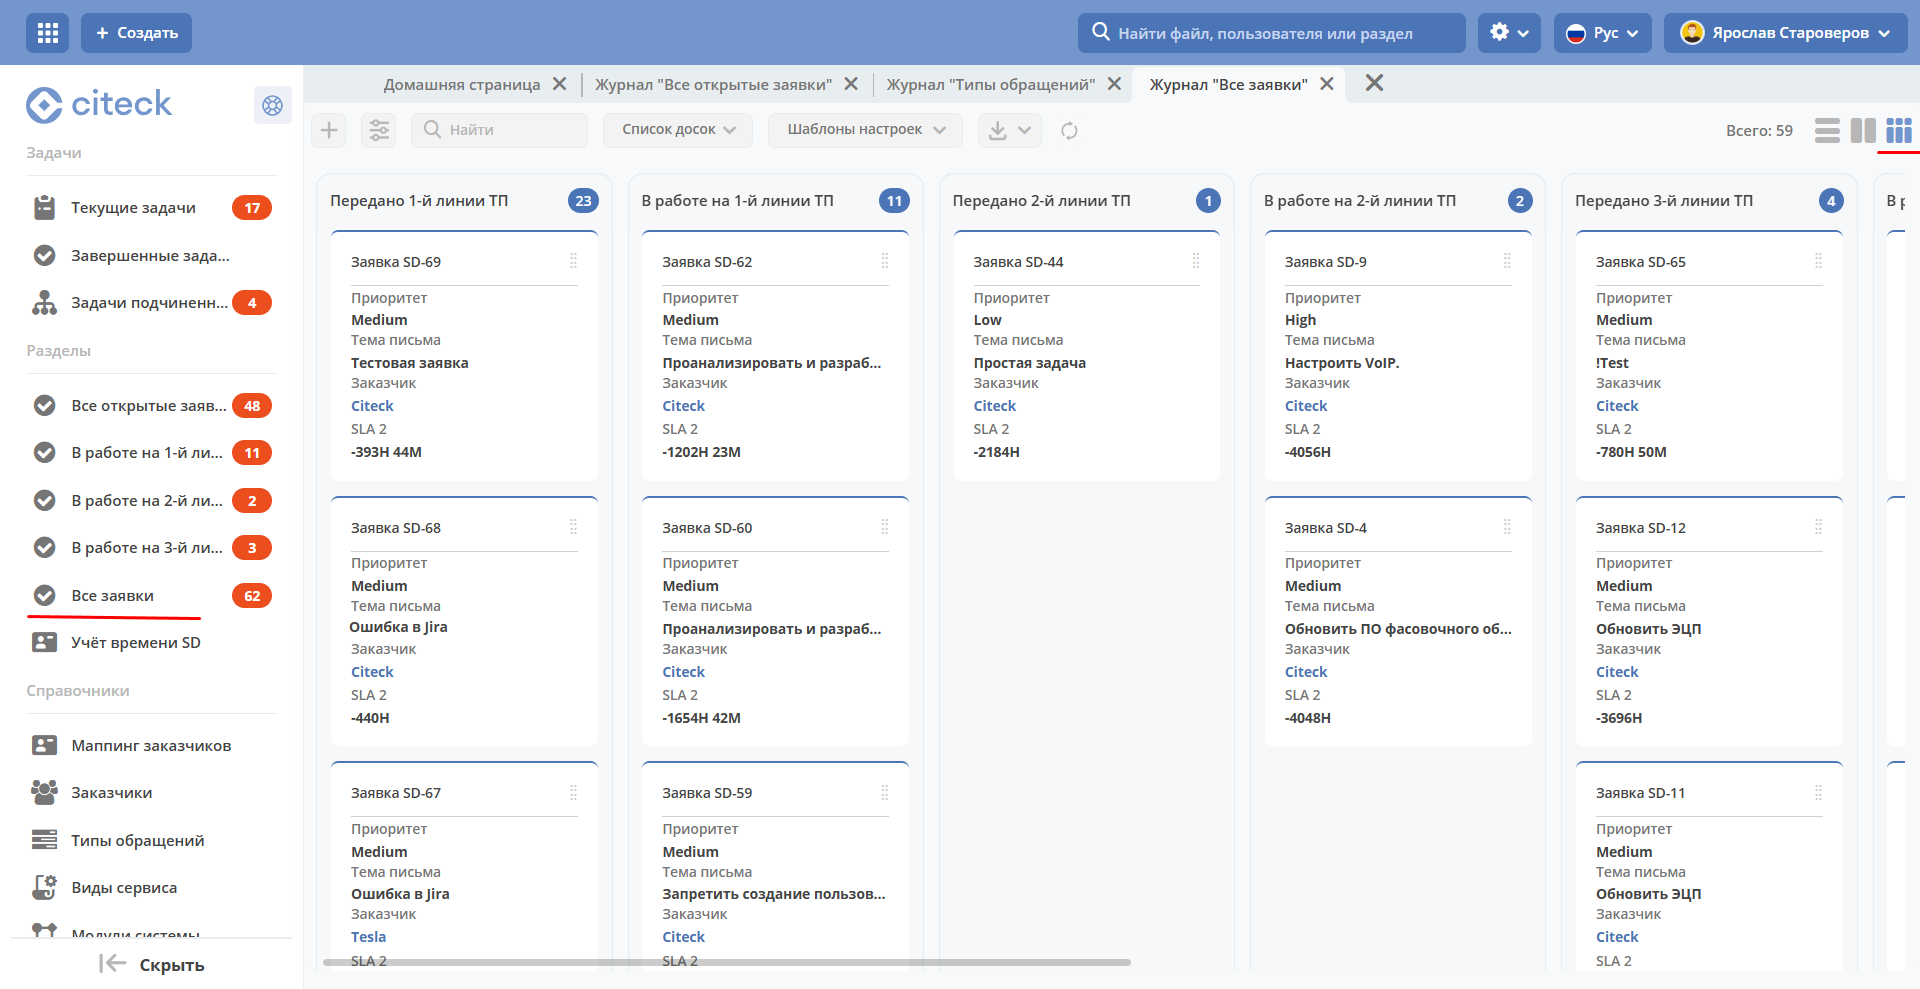 + Создать
Найти файл, пользователя или раздел
Рус
Ярослав Староверов
citeck
Задачи
Текущие задачи 17
Завершенные зада...
Задачи подчиненн... 4
Разделы
Все открытые заяв... 48
В работе на 1-й ли... 11
В работе на 2-й ли... 2
В работе на 3-й ли... 3
Все заявки 62
Учёт времени SD
Справочники
Маппинг заказчиков
Заказчики
Типы обращений
Виды сервиса
Модули системы
Скрыть
Домашняя страница
Журнал "Все открытые заявки"
Журнал "Типы обращений"
Журнал "Все заявки"
Найти
Список досок
Шаблоны настроек
Всего: 59
Передано 1-й линии ТП 23
Заявка SD-69
Приоритет
Medium
Тема письма
Тестовая заявка
Заказчик
Citeck
SLA 2
-393H 44M
Заявка SD-68
Приоритет
Medium
Тема письма
Ошибка в Jira
Заказчик
Citeck
SLA 2
-440H
Заявка SD-67
Приоритет
Medium
Тема письма
Ошибка в Jira
Заказчик
Tesla
SLA 2
В работе на 1-й линии ТП 11
Заявка SD-62
Приоритет
Medium
Тема письма
Проанализировать и разраб...
Заказчик
Citeck
SLA 2
-1202H 23M
Заявка SD-60
Приоритет
Medium
Тема письма
Проанализировать и разраб...
Заказчик
Citeck
SLA 2
-1654H 42M
Заявка SD-59
Приоритет
Medium
Тема письма
Запретить создание пользов...
Заказчик
Citeck
SLA 2
Передано 2-й линии ТП 1
Заявка SD-44
Приоритет
Low
Тема письма
Простая задача
Заказчик
Citeck
SLA 2
-2184H
В работе на 2-й линии ТП 2
Заявка SD-9
Приоритет
High
Тема письма
Настроить VoIP.
Заказчик
Citeck
SLA 2
-4056H
Заявка SD-4
Приоритет
Medium
Тема письма
Обновить ПО фасовочного об...
Заказчик
Citeck
SLA 2
-4048H
Передано 3-й линии ТП 4
Заявка SD-65
Приоритет
Medium
Тема письма
!Test
Заказчик
Citeck
SLA 2
-780H 50M
Заявка SD-12
Приоритет
Medium
Тема письма
Обновить ЭЦП
Заказчик
Citeck
SLA 2
-3696H
Заявка SD-11
Приоритет
Medium
Тема письма
Обновить ЭЦП
Заказчик
Citeck
SLA 2
В